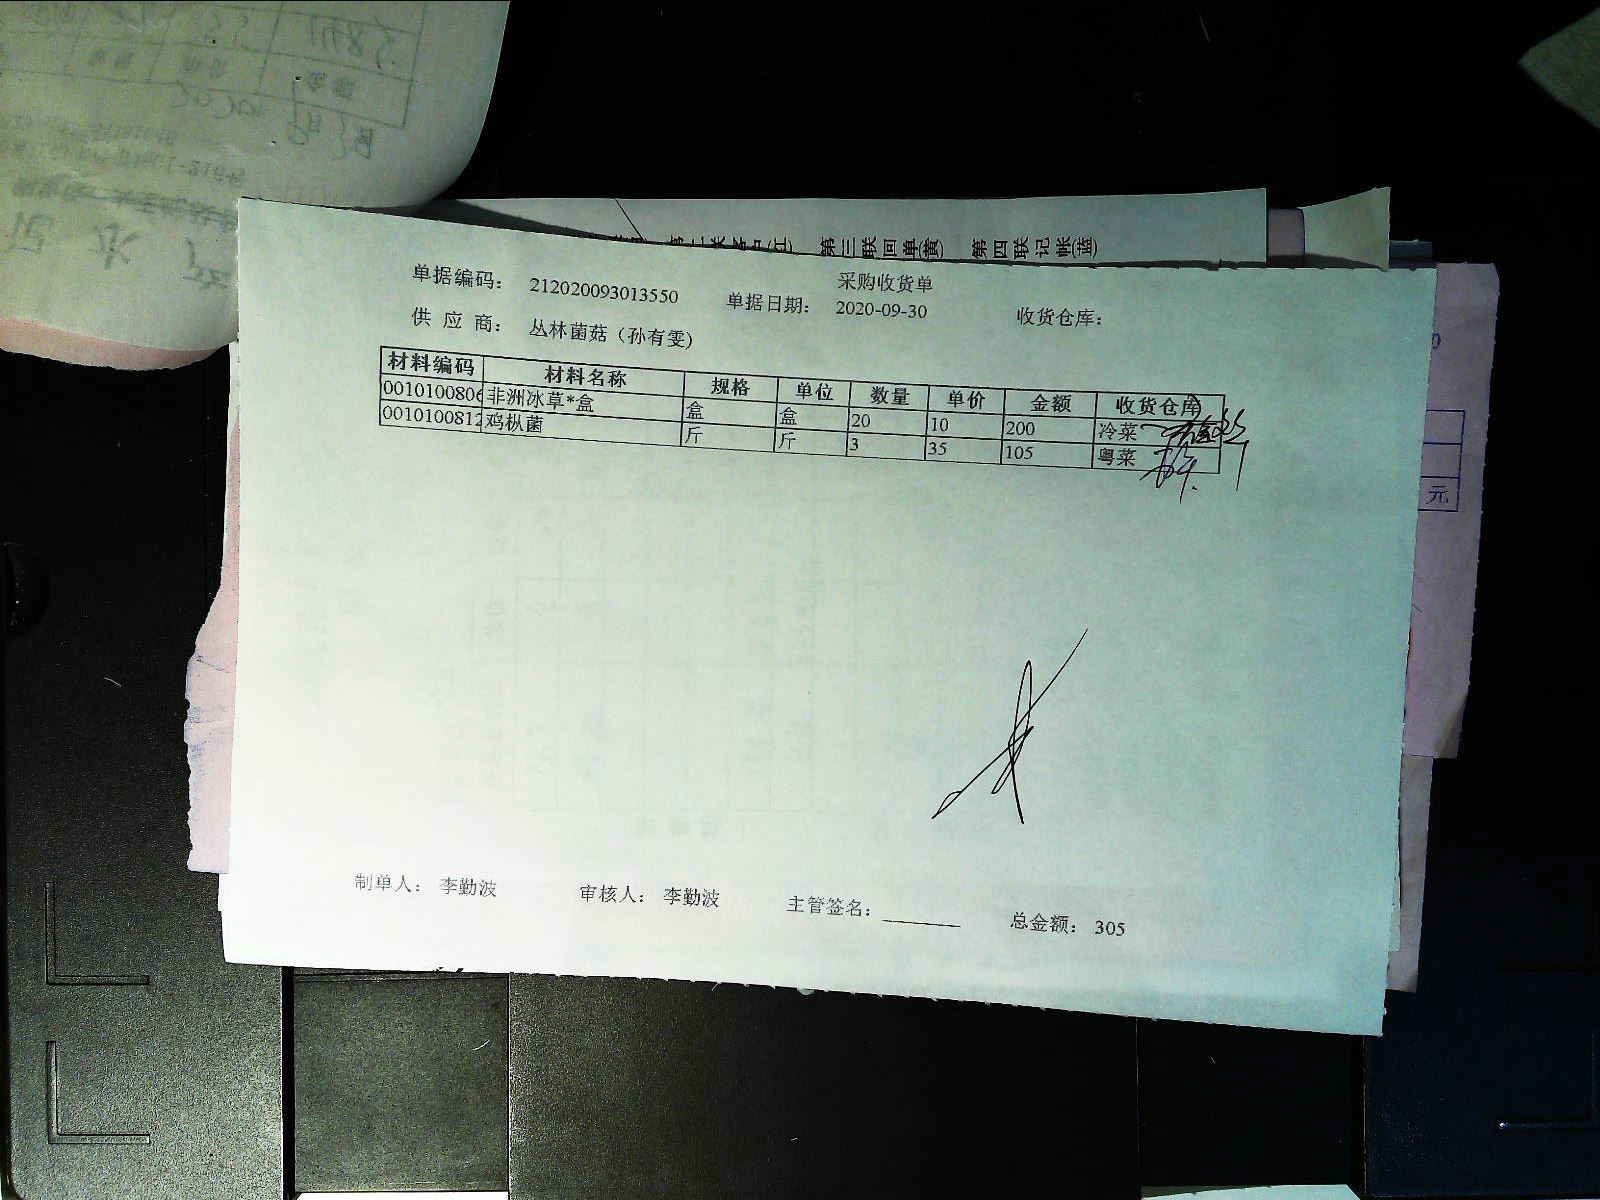 第三联回单(黄) 第四联记帐(蓝)
采购收货单
单据编码： 212020093013550 单据日期： 2020-09-30 收货仓库：
供 应 商： 丛林菌菇（孙有雯）
材料编码 材料名称 规格 单位 数量 单价 金额 收货仓库
0010100806 非洲冰草*盒 盒 盒 20 10 200 冷菜
0010100812 鸡枞菌 斤 斤 3 35 105 粤菜
元
制单人： 李勤波 审核人： 李勤波 主管签名： 总金额： 305